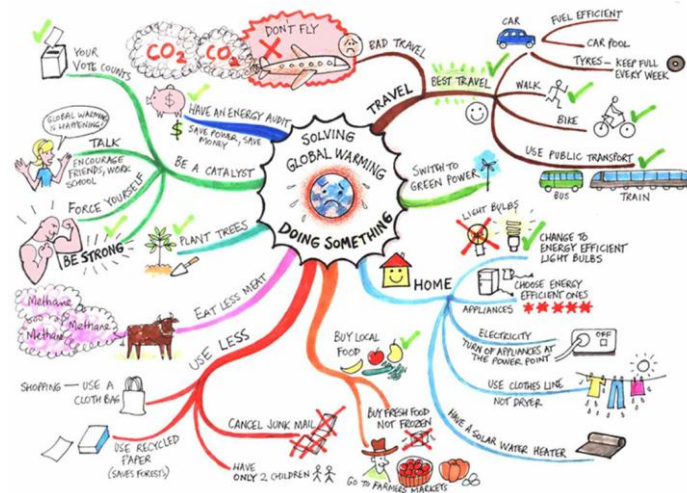 SOLVING
GLOBAL WARMING
DOING SOMETHING
TRAVEL
BAD TRAVEL
DON'T FLY
CO2
CO2
BEST TRAVEL
CAR
FUEL EFFICIENT
CAR POOL
TYRES - KEEP FULL
EVERY WEEK
WALK
BIKE
USE PUBLIC TRANSPORT
BUS
TRAIN
SWITCH TO
GREEN POWER
HOME
LIGHT BULBS
CHANGE TO
ENERGY EFFICIENT
LIGHT BULBS
APPLIANCES
CHOOSE ENERGY
EFFICIENT ONES
ELECTRICITY
TURN OF APPLIANCES AT
THE POWER POINT
OFF
USE CLOTHES LINE
NOT DRYER
HAVE A SOLAR WATER HEATER
BUY LOCAL
FOOD
BUY FRESH FOOD
NOT FROZEN
GO TO FARMERS MARKETS
USE LESS
SHOPPING — USE A
CLOTH BAG
USE RECYCLED
PAPER
(SAVES FORESTS)
CANCEL JUNK MAIL
HAVE
ONLY 2 CHILDREN
EAT LESS MEAT
Methane
Methane
Methane
PLANT TREES
BE A CATALYST
YOUR
VOTE COUNTS
TALK
ENCOURAGE
FRIENDS, WORK
SCHOOL
GLOBAL WARMING
IS HAPPENING!
FORCE YOURSELF
BE STRONG
HAVE AN ENERGY AUDIT
SAVE POWER, SAVE
MONEY
$
$